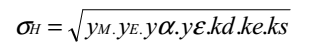 σH = √yM.yE.yα.yε.kd.ke.ks